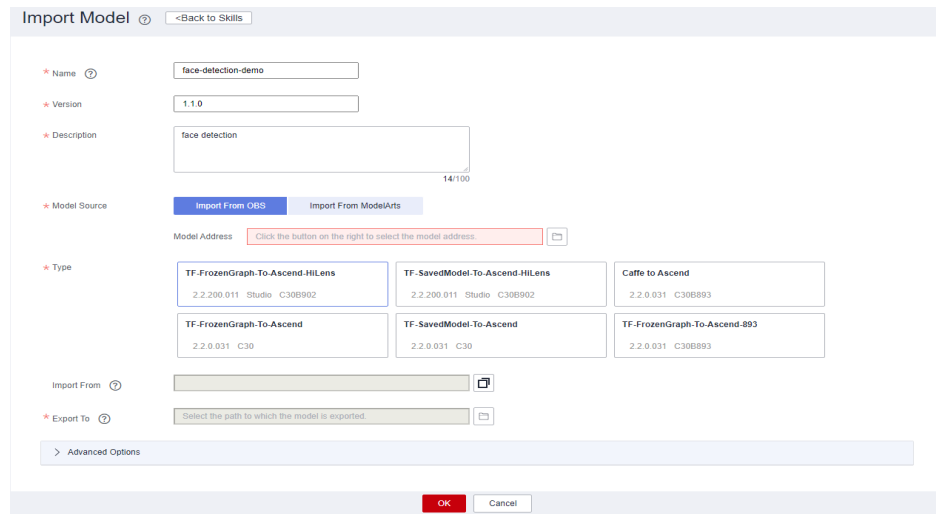 Import Model ? <Back to Skills
* Name ? face-detection-demo
* Version 1.1.0
* Description face detection
14/100
* Model Source Import From OBS Import From ModelArts
Model Address Click the button on the right to select the model address.
* Type TF-FrozenGraph-To-Ascend-HiLens TF-SavedModel-To-Ascend-HiLens Caffe to Ascend
2.2.200.011 Studio C30B902 2.2.200.011 Studio C30B902 2.2.0.031 C30B893
TF-FrozenGraph-To-Ascend TF-SavedModel-To-Ascend TF-FrozenGraph-To-Ascend-893
2.2.0.031 C30 2.2.0.031 C30 2.2.0.031 C30B893
Import From ?
* Export To ? Select the path to which the model is exported.
> Advanced Options
OK Cancel